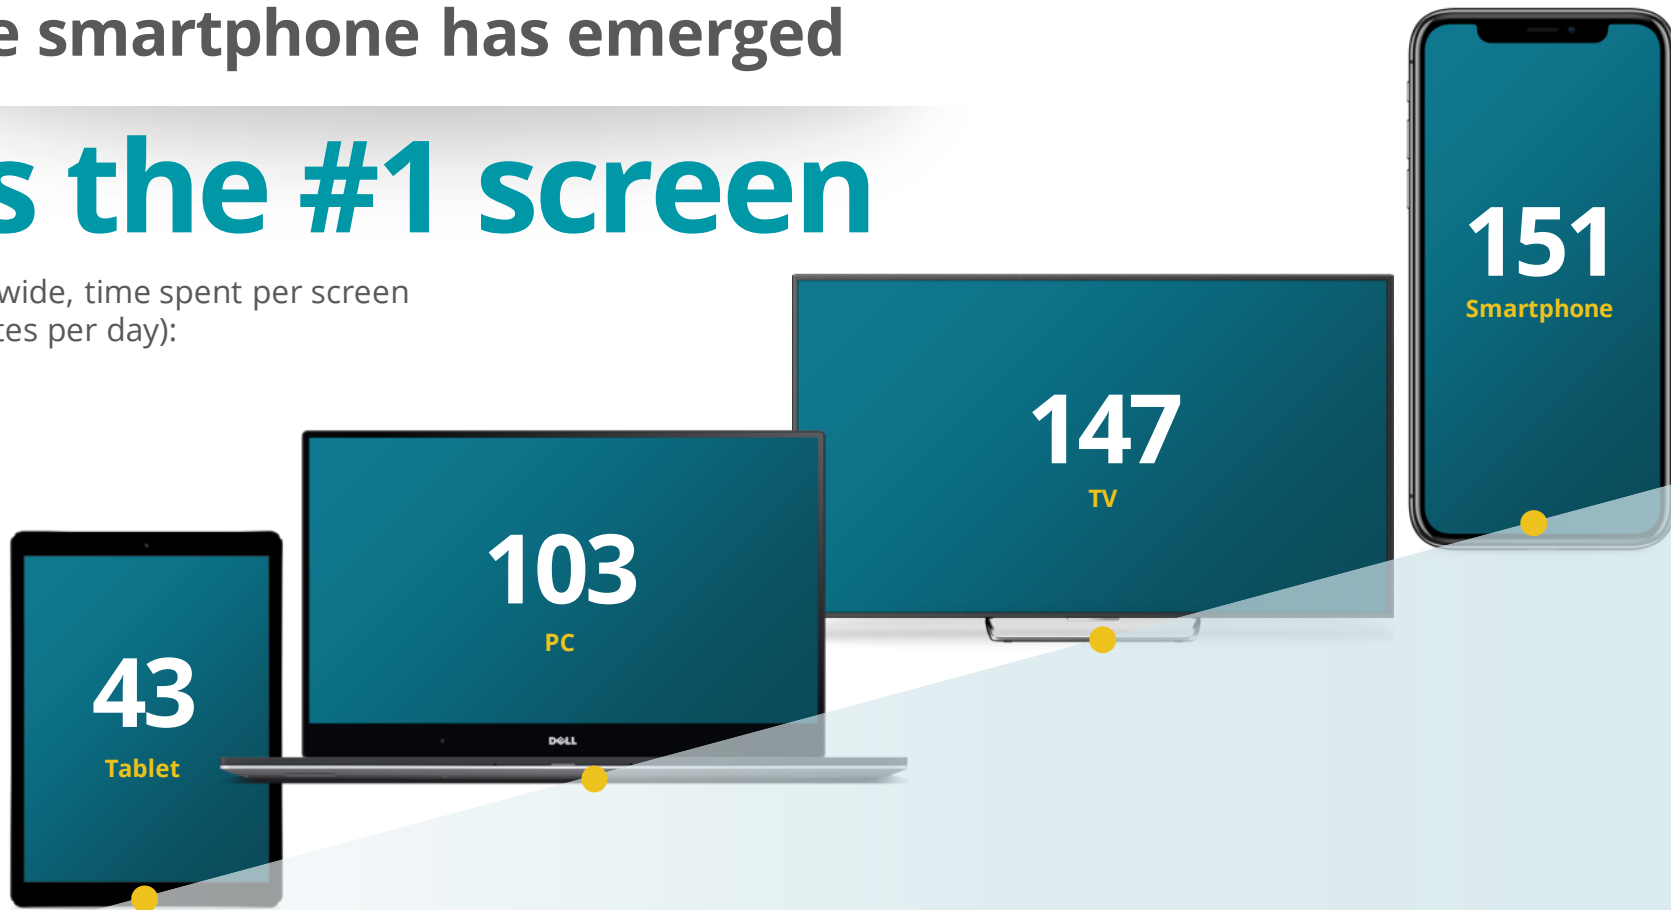 e smartphone has emerged
s the #1 screen
wide, time spent per screen
tes per day):
151
Smartphone
147
TV
103
PC
DELL
43
Tablet